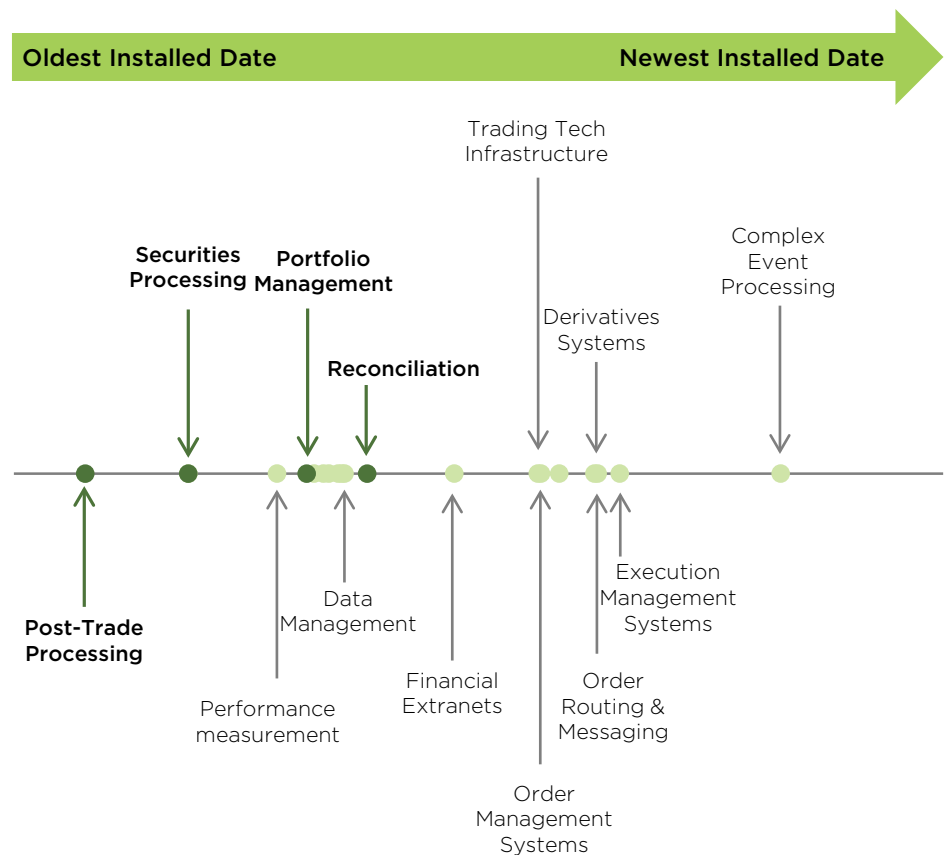 Oldest Installed Date
Newest Installed Date
Trading Tech
Infrastructure
Securities
Processing
Portfolio
Management
Complex
Event
Processing
Derivatives
Systems
Reconciliation
Post-Trade
Processing
Data
Management
Performance
measurement
Financial
Extranets
Execution
Management
Systems
Order
Routing &
Messaging
Order
Management
Systems